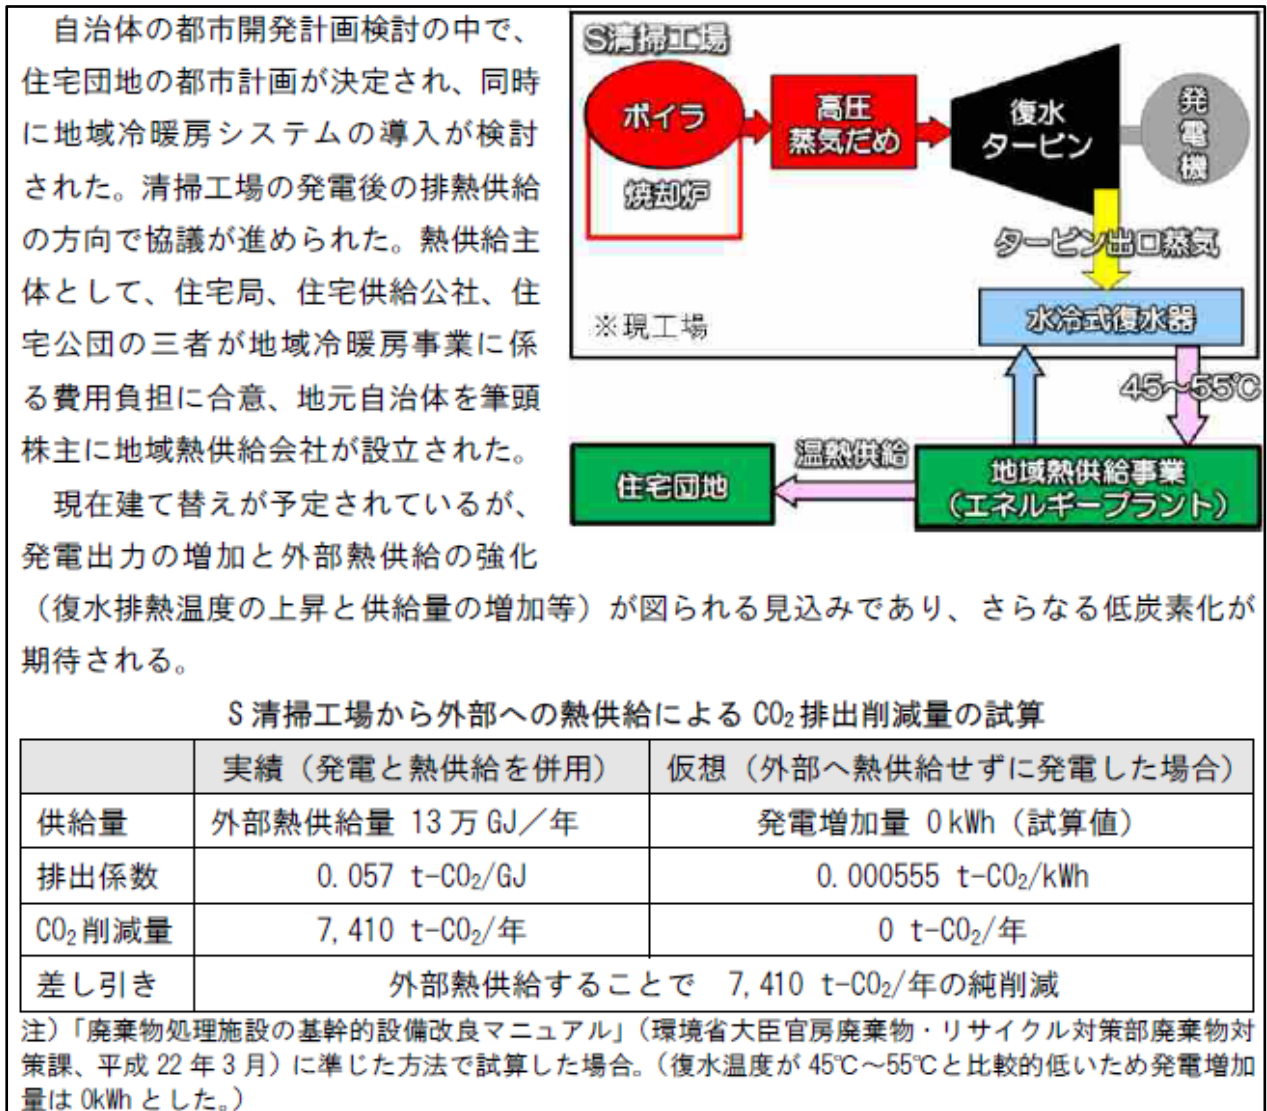 自治体の都市開発計画検討の中で、
住宅団地の都市計画が決定され、同時
に地域冷暖房システムの導入が検討
された。清掃工場の発電後の排熱供給
の方向で協議が進められた。熱供給主
体として、住宅局、住宅供給公社、住
宅公団の三者が地域冷暖房事業に係
る費用負担に合意、地元自治体を筆頭
株主に地域熱供給会社が設立された。
現在建て替えが予定されているが、
発電出力の増加と外部熱供給の強化
（復水排熱温度の上昇と供給量の増加等）が図られる見込みであり、さらなる低炭素化が
期待される。
S清掃工場
ボイラ
焼却炉
高圧
蒸気だめ
復水
タービン
発
電
機
タービン出口蒸気
※現工場
水冷式復水器
45～55℃
温熱供給
住宅団地
地域熱供給事業
（エネルギープラント）
S 清掃工場から外部への熱供給による CO₂排出削減量の試算
実績（発電と熱供給を併用） 仮想（外部へ熱供給せずに発電した場合）
供給量 外部熱供給量 13 万 GJ／年 発電増加量 0 kWh（試算値）
排出係数 0.057 t-CO₂/GJ 0.000555 t-CO₂/kWh
CO₂削減量 7,410 t-CO₂/年 0 t-CO₂/年
差し引き 外部熱供給することで 7,410 t-CO₂/年の純削減
注）「廃棄物処理施設の基幹的設備改良マニュアル」（環境省大臣官房廃棄物・リサイクル対策部廃棄物対
策課、平成 22 年 3 月）に準じた方法で試算した場合。（復水温度が 45℃～55℃と比較的低いため発電増加
量は 0kWh とした。）